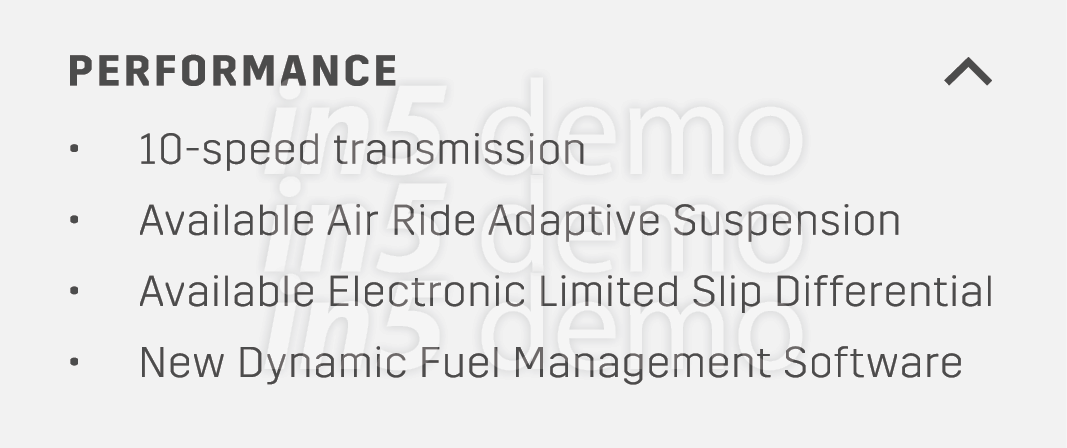 PERFORMANCE
• 10-speed transmission
• Available Air Ride Adaptive Suspension
• Available Electronic Limited Slip Differential
• New Dynamic Fuel Management Software
in5 demo
in5 demo
in5 demo